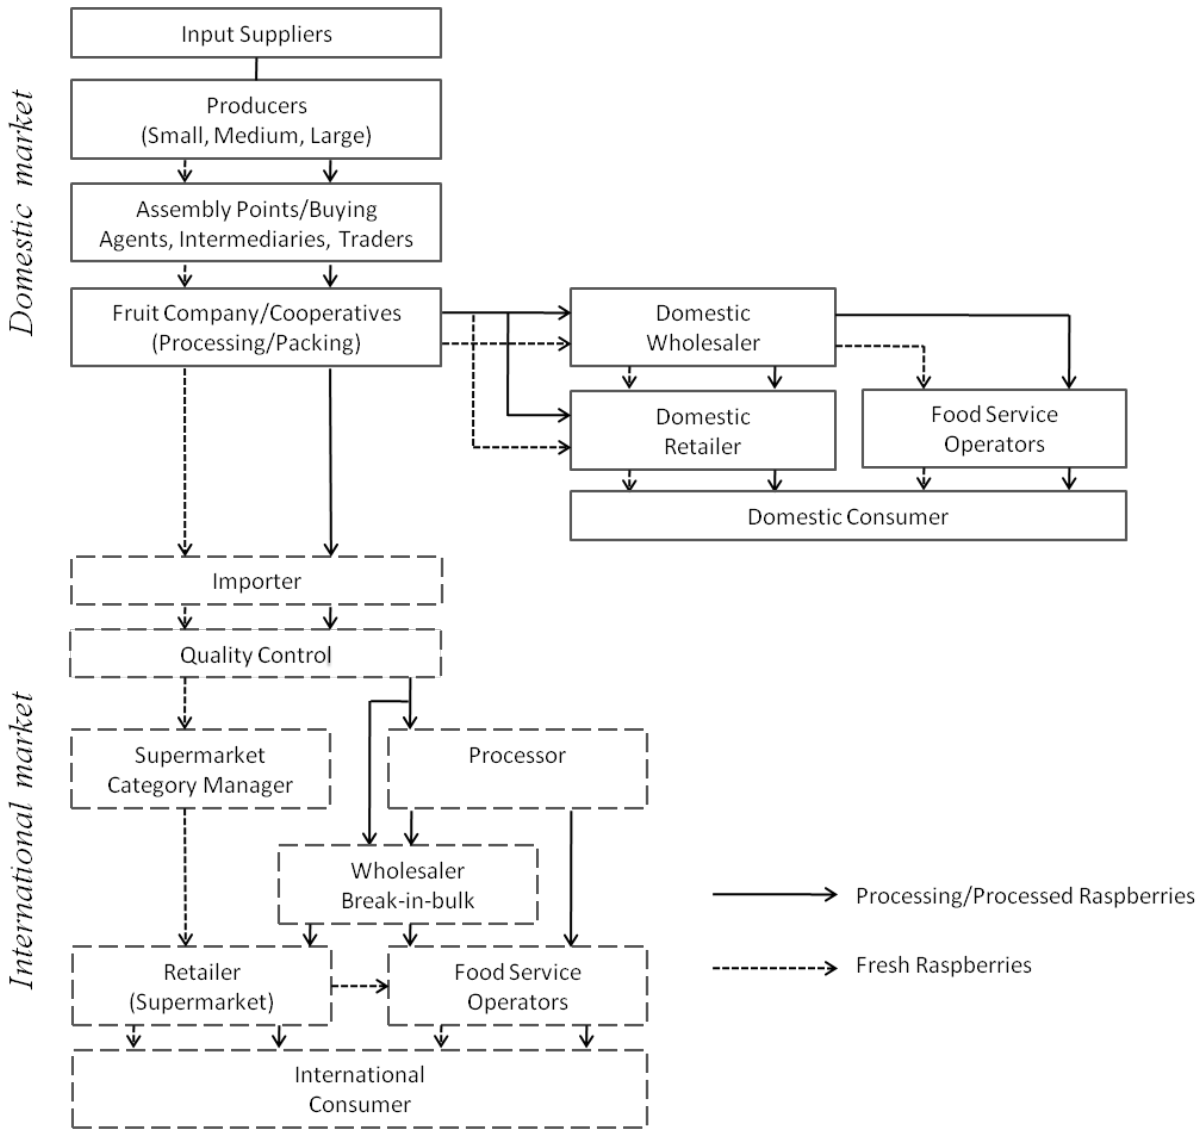 Domestic market
Input Suppliers
Producers
(Small, Medium, Large)
Assembly Points/Buying
Agents, Intermediaries, Traders
Fruit Company/Cooperatives
(Processing/Packing)
Domestic
Wholesaler
Domestic
Retailer
Food Service
Operators
Domestic Consumer
International market
Importer
Quality Control
Supermarket
Category Manager
Processor
Wholesaler
Break-in-bulk
Retailer
(Supermarket)
Food Service
Operators
International
Consumer
Processing/Processed Raspberries
Fresh Raspberries